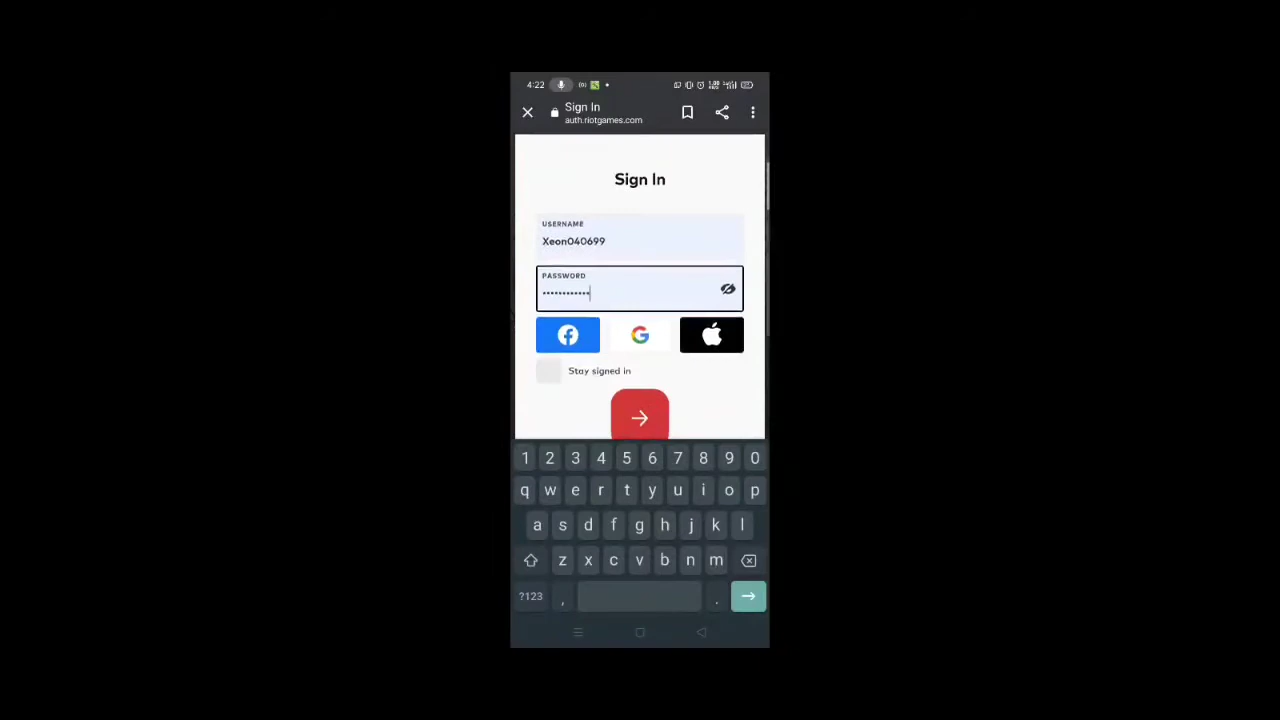 4:22
Sign In
auth.riotgames.com
Sign In
USERNAME
Xeon040699
PASSWORD
••••••••••••
Stay signed in
1 2 3 4 5 6 7 8 9 0
q w e r t y u i o p
a s d f g h j k l
z x c v b n m
?123 , .